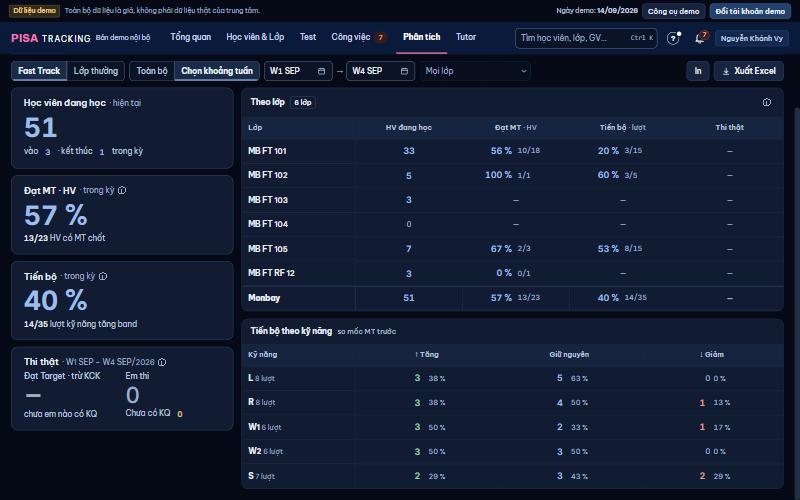 Dữ liệu demo Toàn bộ dữ liệu là giả, không phải dữ liệu thật của trung tâm. Ngày demo: 14/09/2026 Công cụ demo Đổi tài khoản demo
PISA TRACKING Bản demo nội bộ Tổng quan Học viên & Lớp Test Công việc 7 Phân tích Tutor Tìm học viên, lớp, GV... Ctrl K ? 7 Nguyễn Khánh Vy
Fast Track Lớp thường Toàn bộ Chọn khoảng tuần W1 SEP → W4 SEP Mọi lớp In Xuất Excel
Học viên đang học · hiện tại
51
vào 3 · kết thúc 1 trong kỳ
Đạt MT · HV · trong kỳ
57 %
13/23 HV có MT chốt
Tiến bộ · trong kỳ
40 %
14/35 lượt kỹ năng tăng band
Thi thật · W1 SEP – W4 SEP/2026
Đạt Target · trừ KCK Em thi
– 0
chưa em nào có KQ Chưa có KQ 0
Theo lớp 6 lớp
Lớp HV đang học Đạt MT · HV Tiến bộ · lượt Thi thật
MB FT 101 33 56 % 10/18 20 % 3/15 –
MB FT 102 5 100 % 1/1 60 % 3/5 –
MB FT 103 3 – – –
MB FT 104 0 – – –
MB FT 105 7 67 % 2/3 53 % 8/15 –
MB FT RF 12 3 0 % 0/1 – –
Monbay 51 57 % 13/23 40 % 14/35 –
Tiến bộ theo kỹ năng so mốc MT trước
Kỹ năng ↑ Tăng Giữ nguyên ↓ Giảm
L 8 lượt 3 38 % 5 63 % 0 0 %
R 8 lượt 3 38 % 4 50 % 1 13 %
W1 6 lượt 3 50 % 2 33 % 1 17 %
W2 6 lượt 3 50 % 3 50 % 0 0 %
S 7 lượt 2 29 % 3 43 % 2 29 %